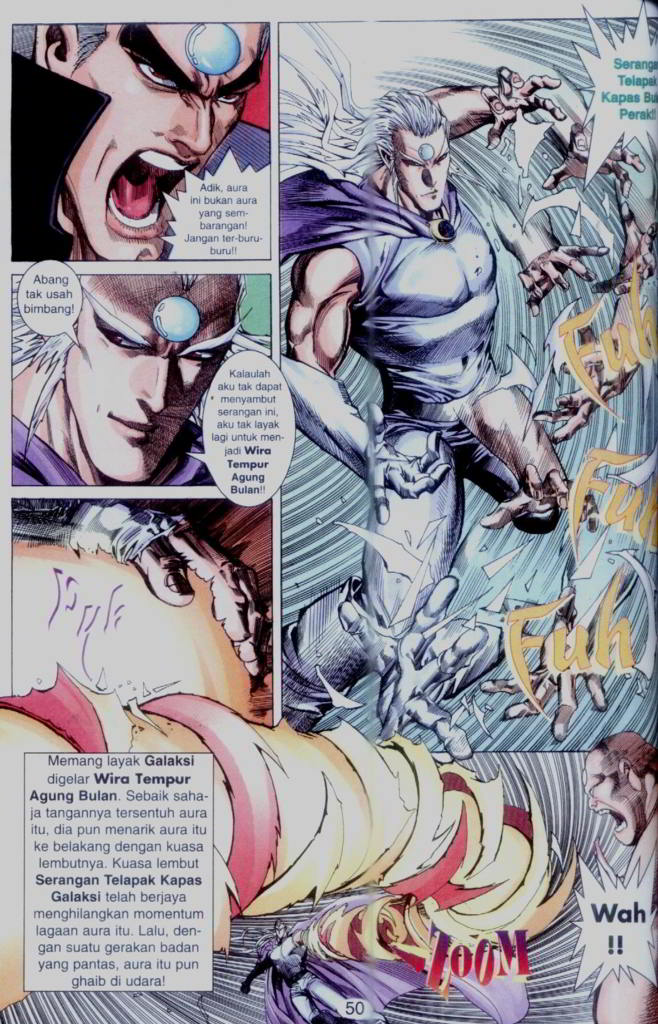 Adik, aura
ini bukan aura
yang sem-
barangan!
Jangan ter-buru-
buru!!
Abang
tak usah
bimbang!
Kalaulah
aku tak dapat
menyambut
serangan ini,
aku tak layak
lagi untuk men-
jadi Wira
Tempur
Agung
Bulan!!
Telapak
Kapas
Fuh
Fuh
Fuh
Memang layak Galaksi
digelar Wira Tempur
Agung Bulan. Sebaik saha-
ja tangannya tersentuh aura
itu, dia pun menarik aura itu
ke belakang dengan kuasa
lembutnya. Kuasa lembut
Serangan Telapak Kapas
Galaksi telah berjaya
menghilangkan momentum
lagaan aura itu. Lalu, den-
gan suatu gerakan badan
yang pantas, aura itu pun
ghaib di udara!
Wah
!!
ZOOM
50